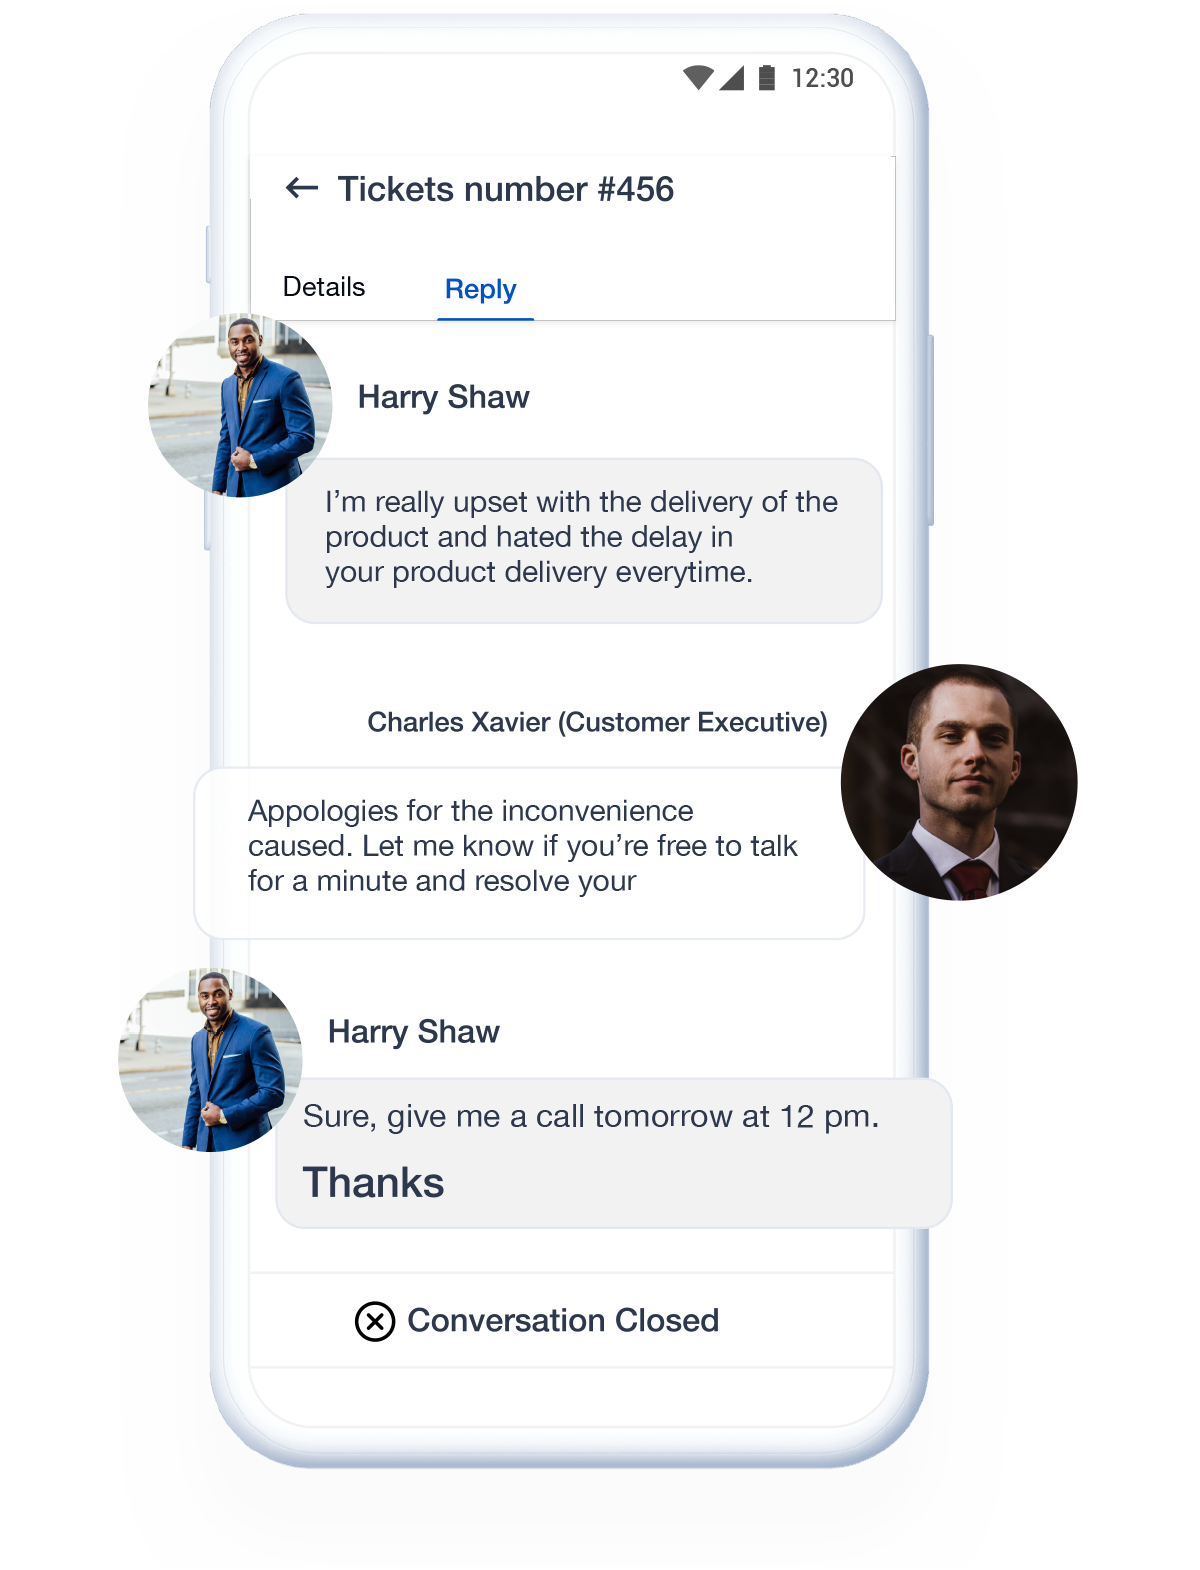 12:30
Tickets number #456
Details Reply
Harry Shaw
I’m really upset with the delivery of the
product and hated the delay in
your product delivery everytime.
Charles Xavier (Customer Executive)
Appologies for the inconvenience
caused. Let me know if you’re free to talk
for a minute and resolve your
Harry Shaw
Sure, give me a call tomorrow at 12 pm.
Thanks
Conversation Closed